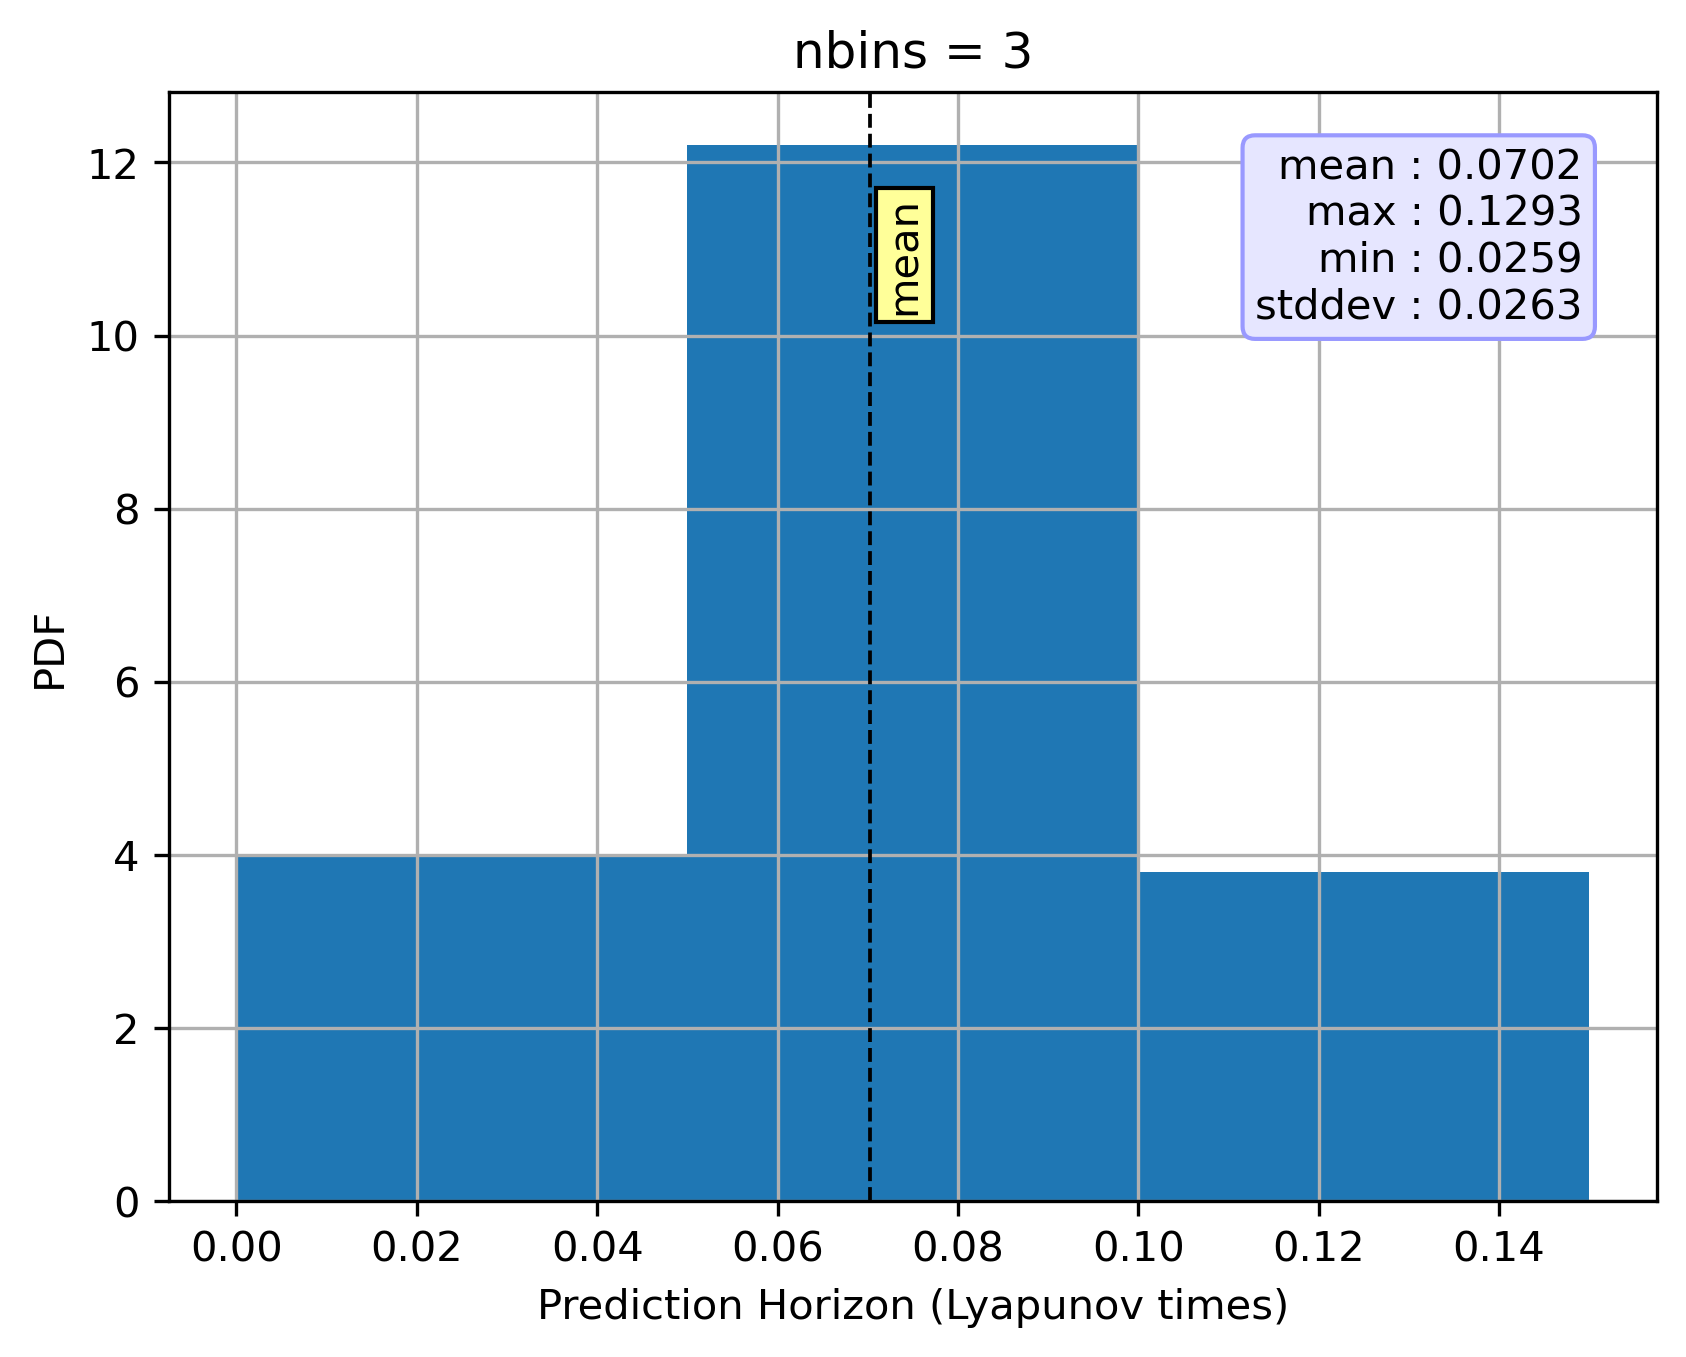 nbins = 3
mean : 0.0702
max : 0.1293
min : 0.0259
stddev : 0.0263
mean
PDF
12
10
8
6
4
2
0
0.00 0.02 0.04 0.06 0.08 0.10 0.12 0.14
Prediction Horizon (Lyapunov times)